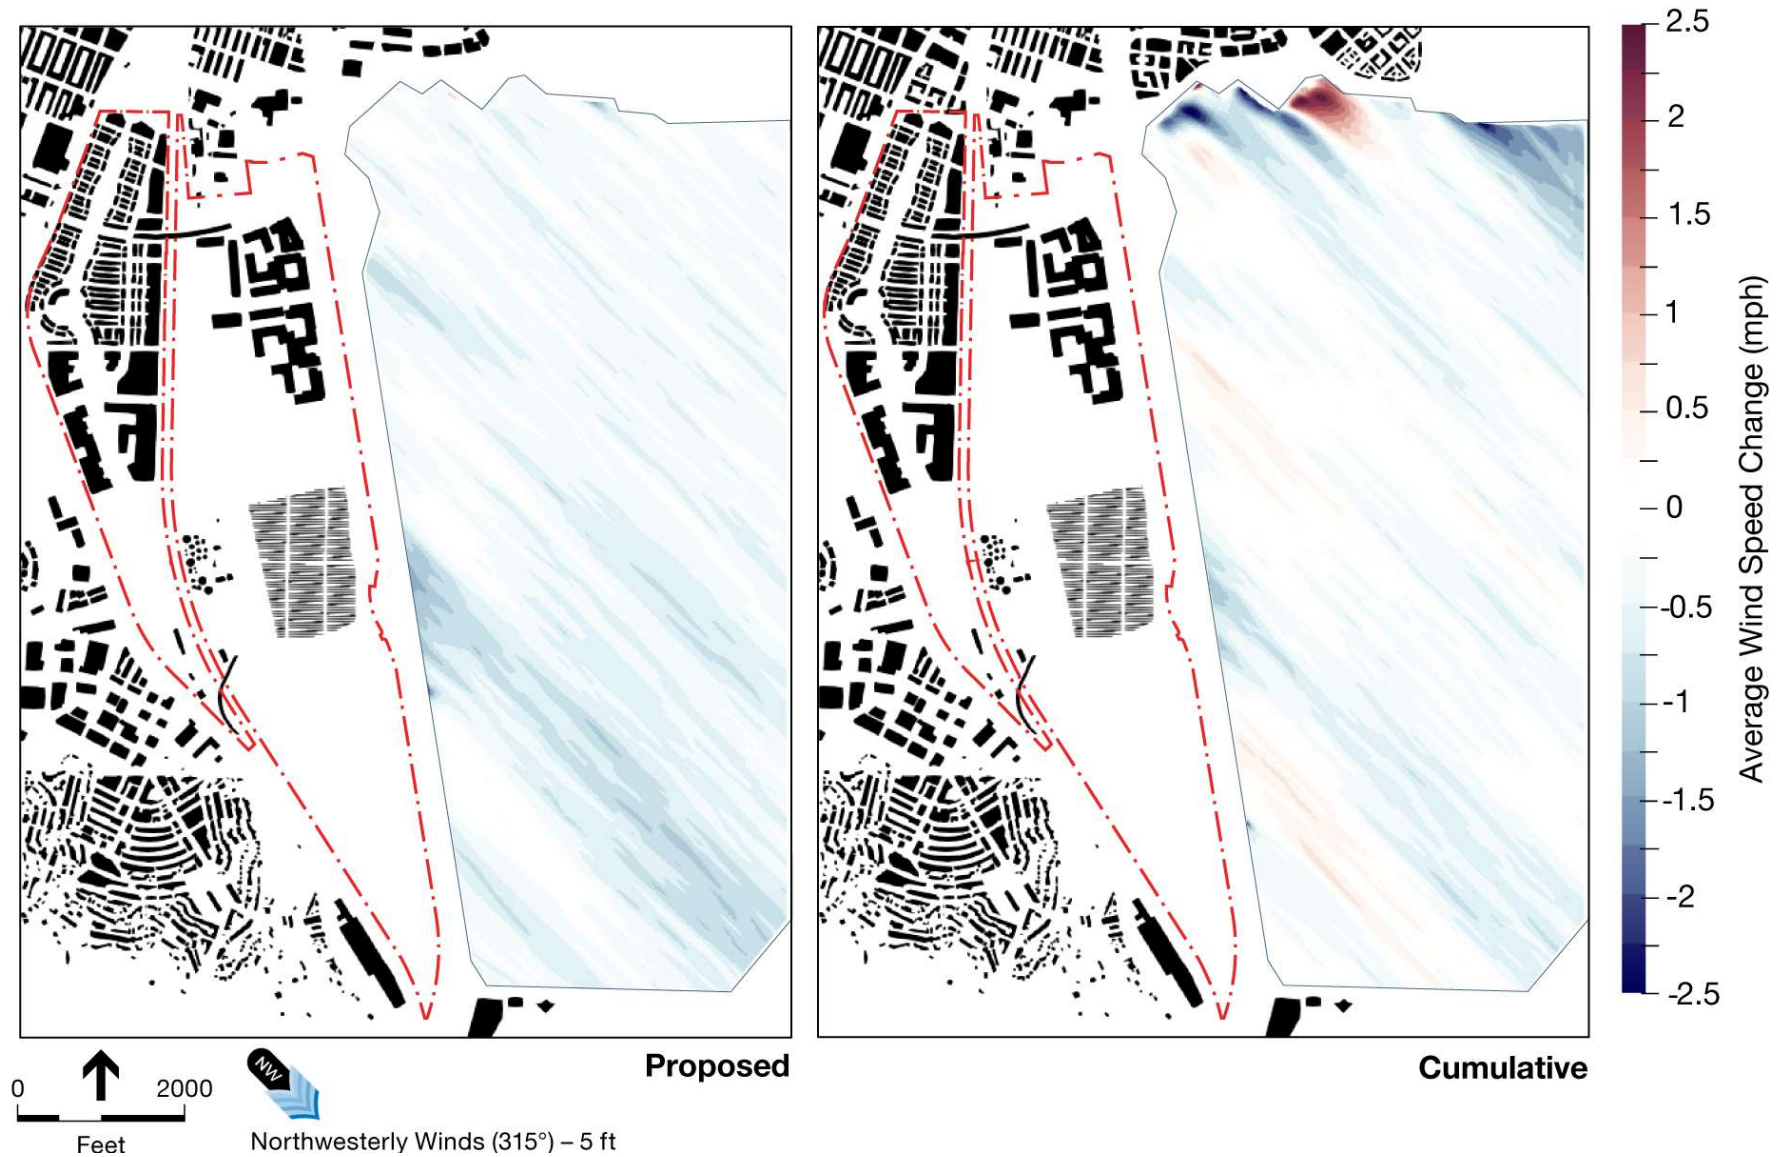 2.5
2
1.5
1
0.5
0
-0.5
-1
-1.5
-2
-2.5
Average Wind Speed Change (mph)
Proposed
Cumulative
0 2000
Feet
NW
Northwesterly Winds (315°) – 5 ft